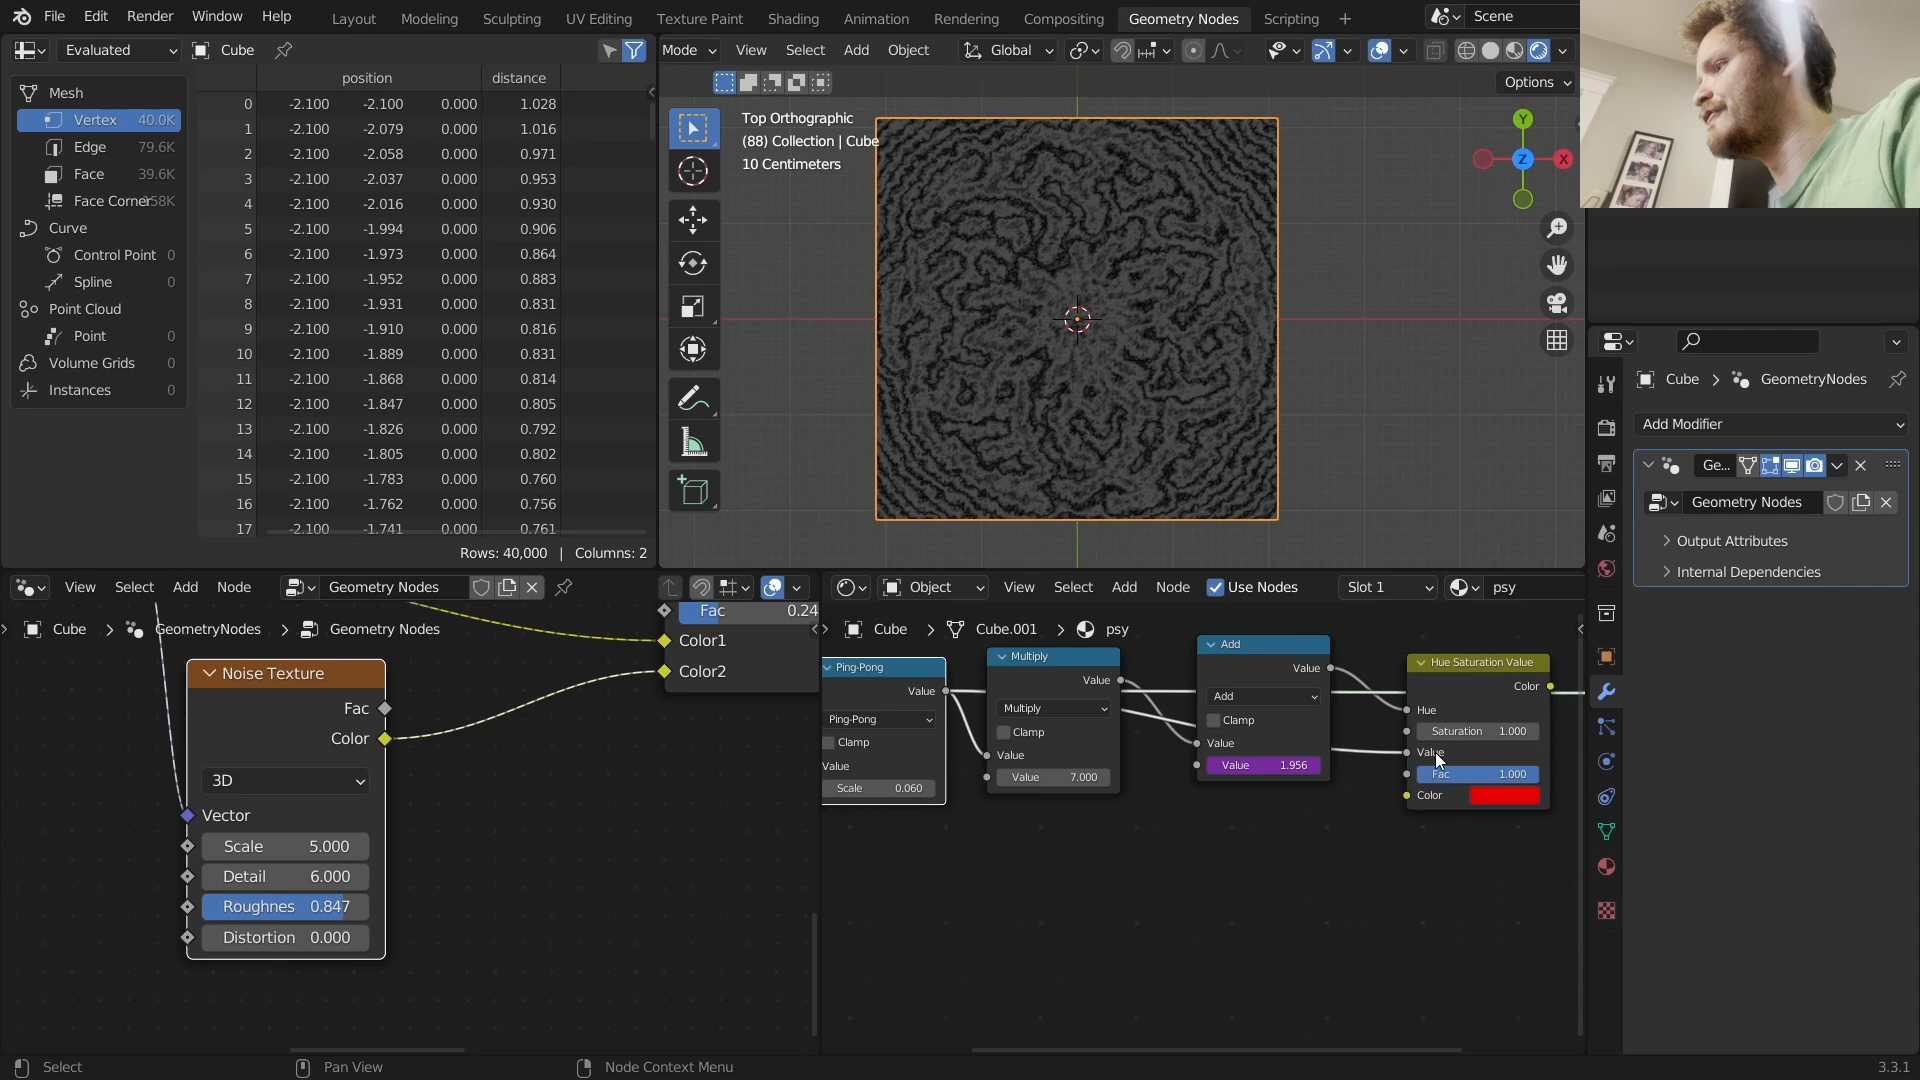 File Edit Render Window Help Layout Modeling Sculpting UV Editing Texture Paint Shading Animation Rendering Compositing Geometry Nodes Scripting + Scene
Evaluated Cube
Mode View Select Add Object Global
Options
position distance
Mesh
Vertex 40.0K
Edge 79.6K
Face 39.6K
Face Corner 158K
Curve
Control Point 0
Spline 0
Point Cloud
Point 0
Volume Grids 0
Instances 0
0 -2.100 -2.100 0.000 1.028
1 -2.100 -2.079 0.000 1.016
2 -2.100 -2.058 0.000 0.971
3 -2.100 -2.037 0.000 0.953
4 -2.100 -2.016 0.000 0.930
5 -2.100 -1.994 0.000 0.906
6 -2.100 -1.973 0.000 0.864
7 -2.100 -1.952 0.000 0.883
8 -2.100 -1.931 0.000 0.831
9 -2.100 -1.910 0.000 0.816
10 -2.100 -1.889 0.000 0.831
11 -2.100 -1.868 0.000 0.814
12 -2.100 -1.847 0.000 0.805
13 -2.100 -1.826 0.000 0.792
14 -2.100 -1.805 0.000 0.802
15 -2.100 -1.783 0.000 0.760
16 -2.100 -1.762 0.000 0.756
17 -2.100 -1.741 0.000 0.761
Rows: 40,000 | Columns: 2
Top Orthographic
(88) Collection | Cube
10 Centimeters
Y
Z
X
Cube > GeometryNodes
Add Modifier
Ge...
Geometry Nodes
Output Attributes
Internal Dependencies
View Select Add Node Geometry Nodes
Cube > GeometryNodes > Geometry Nodes
Fac 0.24
Color1
Color2
Noise Texture
Fac
Color
3D
Vector
Scale 5.000
Detail 6.000
Roughnes 0.847
Distortion 0.000
Object View Select Add Node Use Nodes Slot 1 psy
Cube > Cube.001 > psy
Ping-Pong
Value
Ping-Pong
Clamp
Value
Scale 0.060
Multiply
Value
Multiply
Clamp
Value
Value 7.000
Add
Value
Add
Clamp
Value
Value 1.956
Hue Saturation Value
Color
Hue
Saturation 1.000
Value
Fac 1.000
Color
Select Pan View Node Context Menu 3.3.1